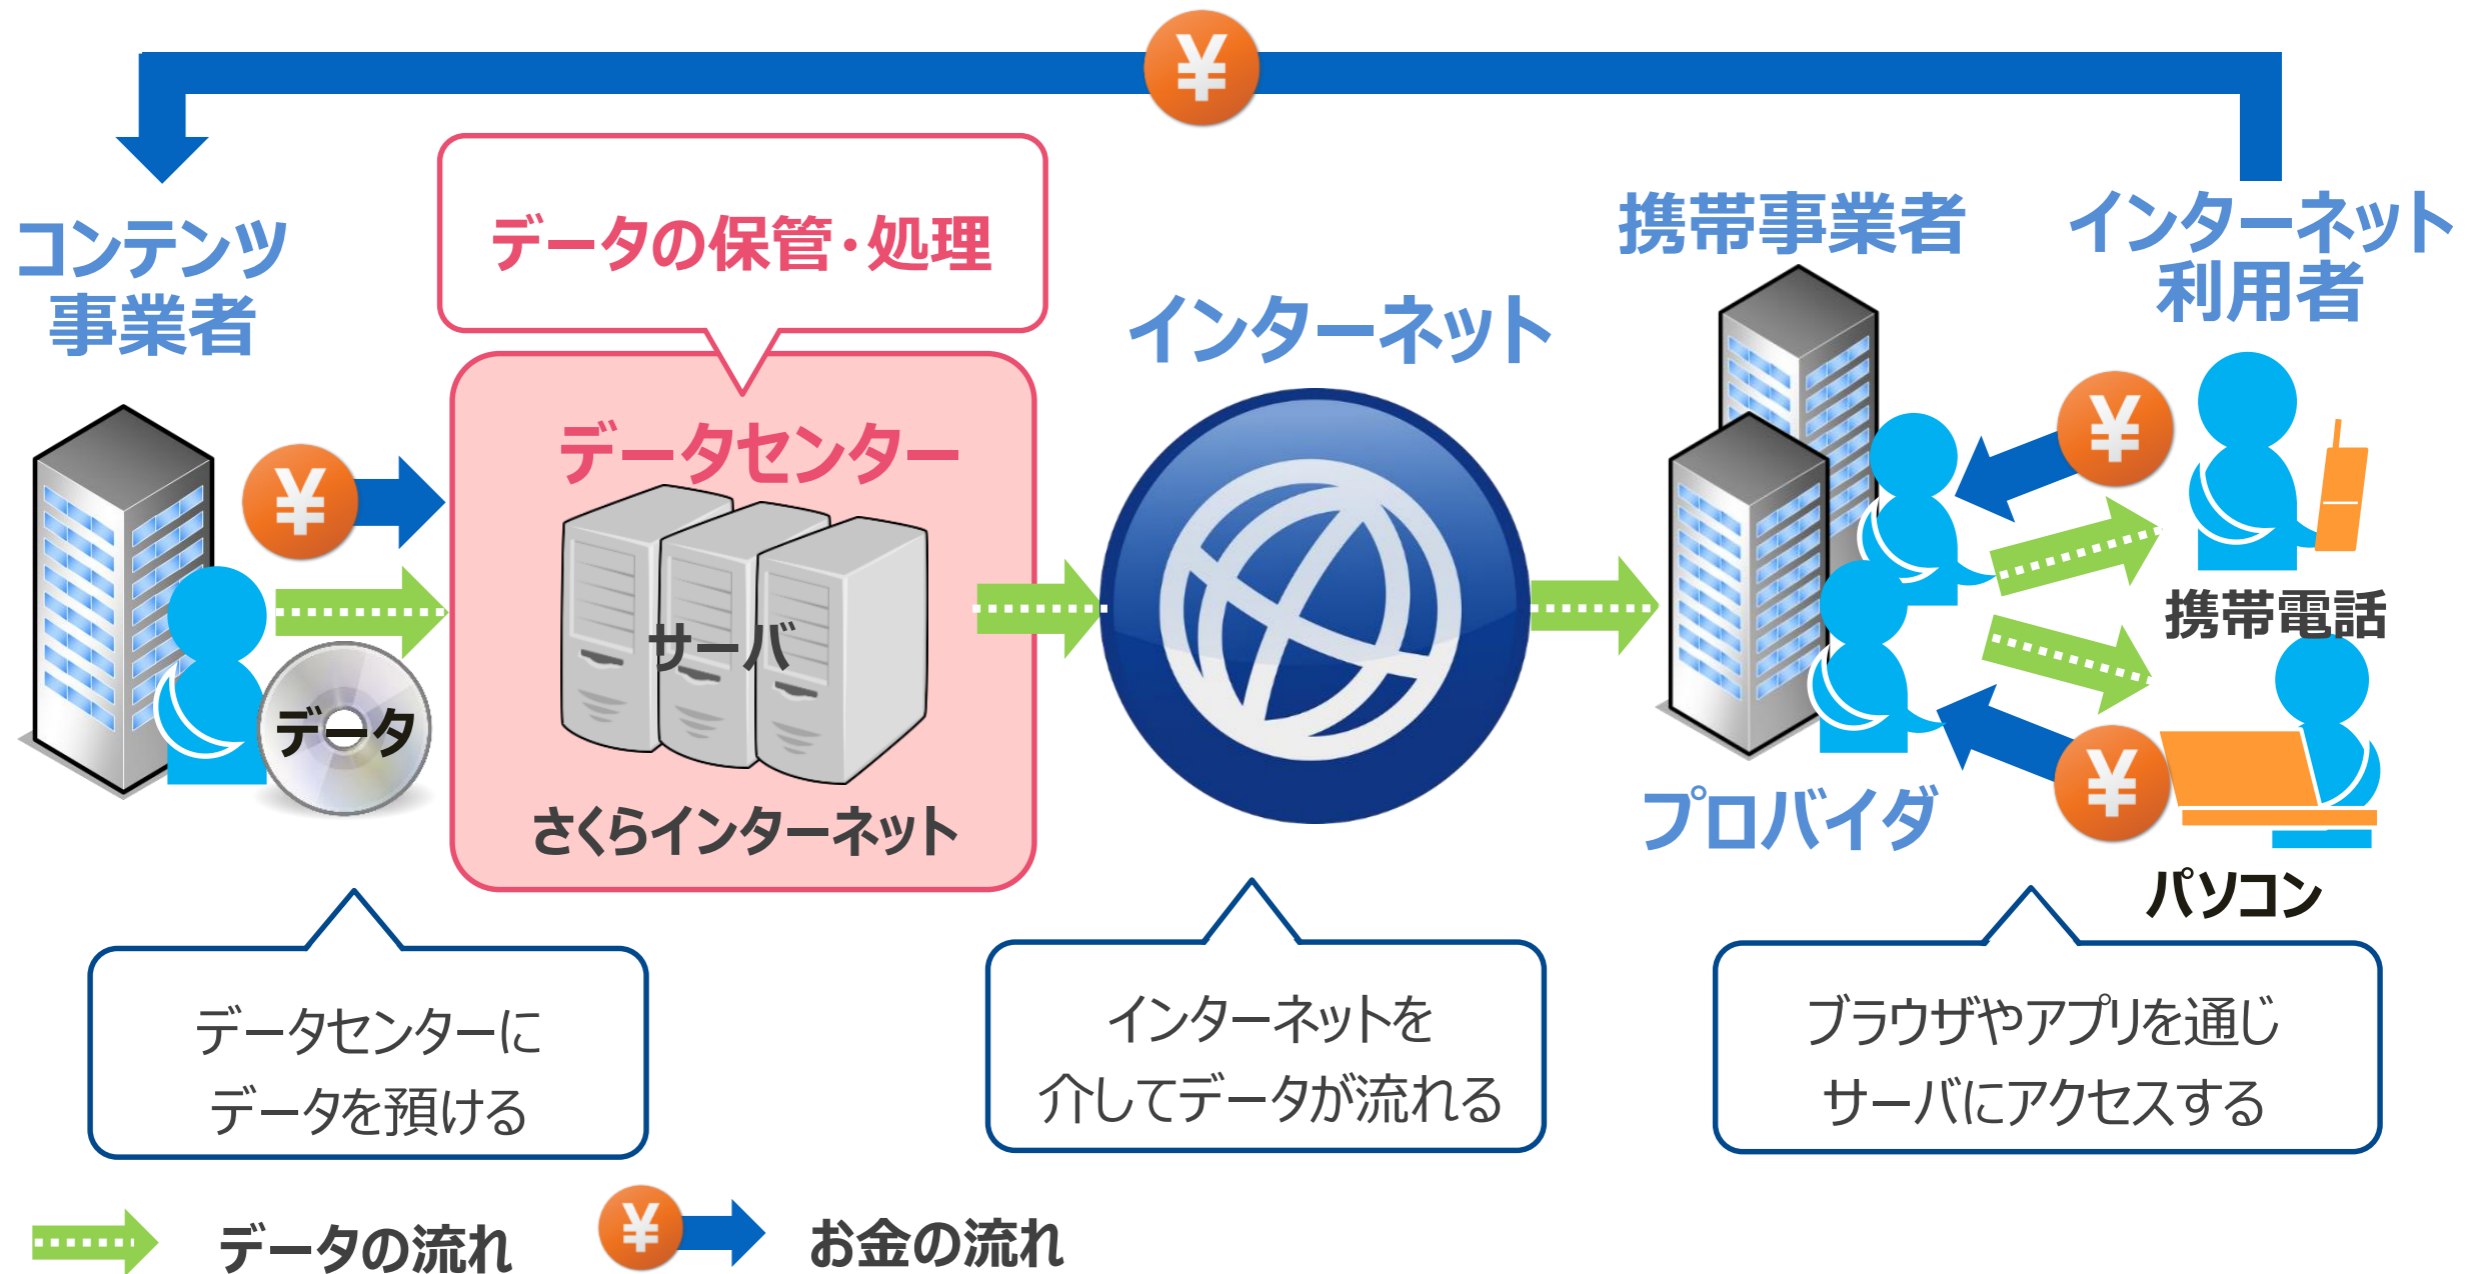 ¥
コンテンツ
事業者
データの保管･処理
インターネット
携帯事業者
インターネット
利用者
¥
データセンター
サーバ
さくらインターネット
データ
¥
携帯電話
プロバイダ
¥
パソコン
データセンターに
データを預ける
インターネットを
介してデータが流れる
ブラウザやアプリを通じ
サーバにアクセスする
データの流れ
¥
お金の流れ